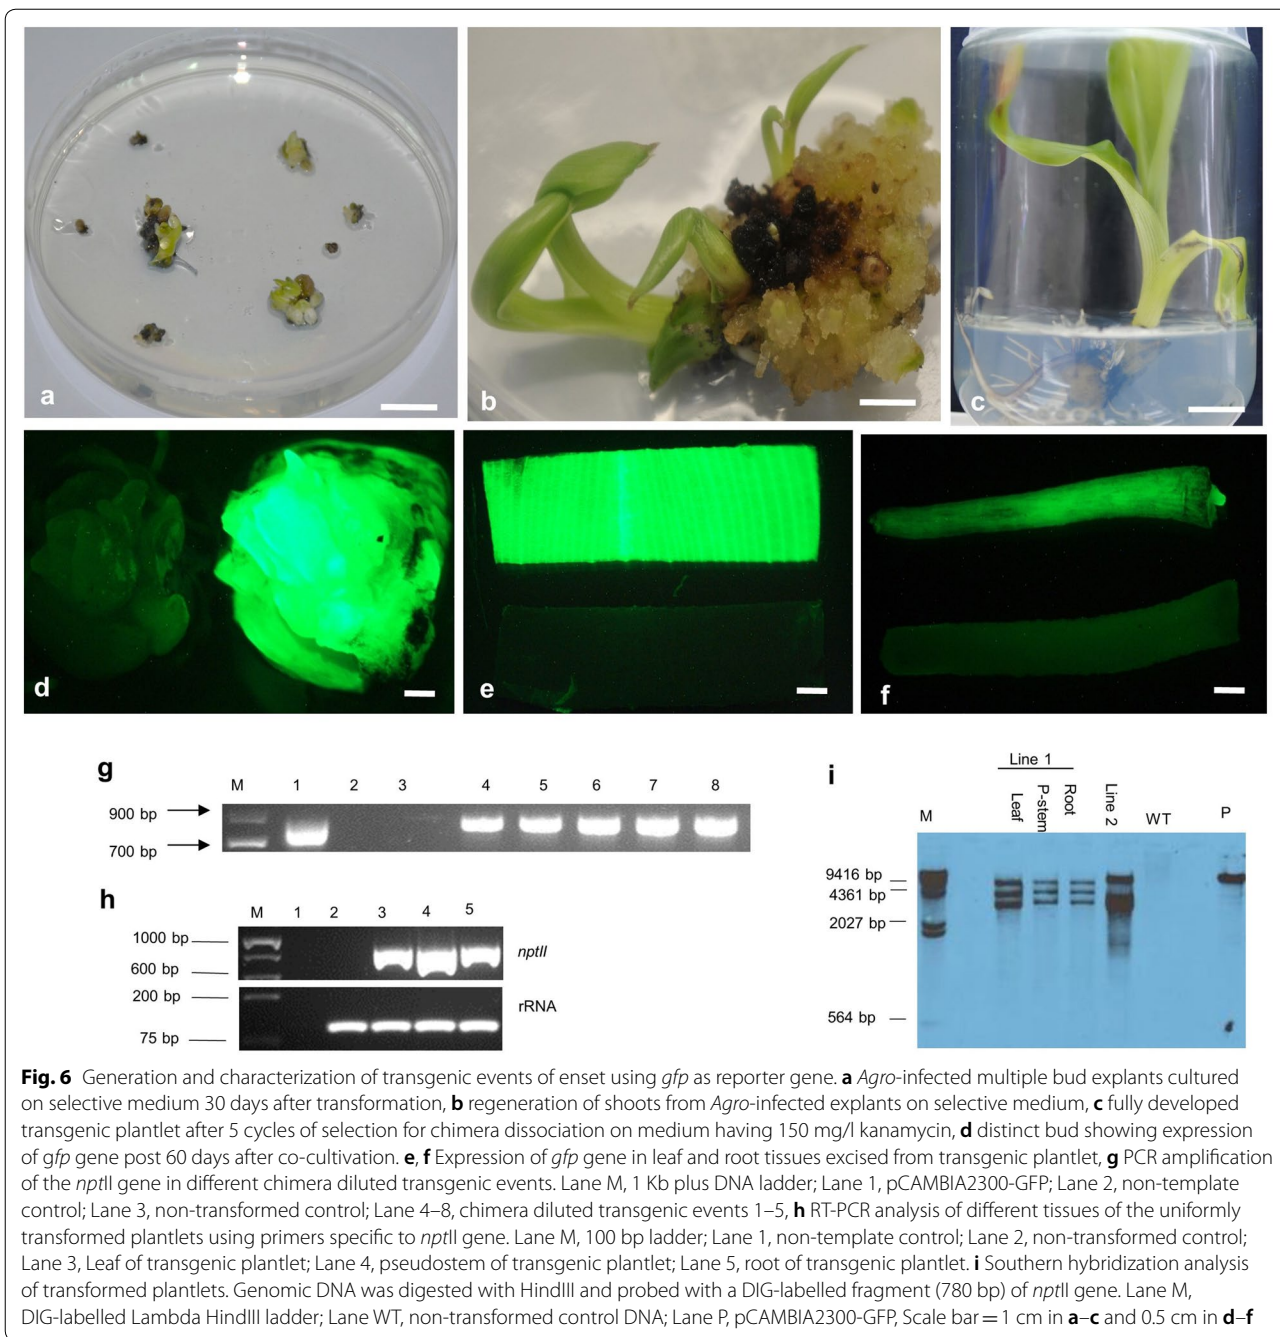 a
b
c
d
e
f
g
M 1 2 3 4 5 6 7 8
900 bp
700 bp
h
M 1 2 3 4 5
1000 bp
600 bp
nptII
200 bp
75 bp
rRNA
i
Line 1
M Leaf P-stem Root Line 2 WT P
9416 bp
4361 bp
2027 bp
564 bp
Fig. 6 Generation and characterization of transgenic events of enset using gfp as reporter gene. a Agro-infected multiple bud explants cultured
on selective medium 30 days after transformation, b regeneration of shoots from Agro-infected explants on selective medium, c fully developed
transgenic plantlet after 5 cycles of selection for chimera dissociation on medium having 150 mg/l kanamycin, d distinct bud showing expression
of gfp gene post 60 days after co-cultivation. e, f Expression of gfp gene in leaf and root tissues excised from transgenic plantlet, g PCR amplification
of the nptII gene in different chimera diluted transgenic events. Lane M, 1 Kb plus DNA ladder; Lane 1, pCAMBIA2300-GFP; Lane 2, non-template
control; Lane 3, non-transformed control; Lane 4–8, chimera diluted transgenic events 1–5, h RT-PCR analysis of different tissues of the uniformly
transformed plantlets using primers specific to nptII gene. Lane M, 100 bp ladder; Lane 1, non-template control; Lane 2, non-transformed control;
Lane 3, Leaf of transgenic plantlet; Lane 4, pseudostem of transgenic plantlet; Lane 5, root of transgenic plantlet. i Southern hybridization analysis
of transformed plantlets. Genomic DNA was digested with HindIII and probed with a DIG-labelled fragment (780 bp) of nptII gene. Lane M,
DIG-labelled Lambda HindIII ladder; Lane WT, non-transformed control DNA; Lane P, pCAMBIA2300-GFP, Scale bar = 1 cm in a–c and 0.5 cm in d–f